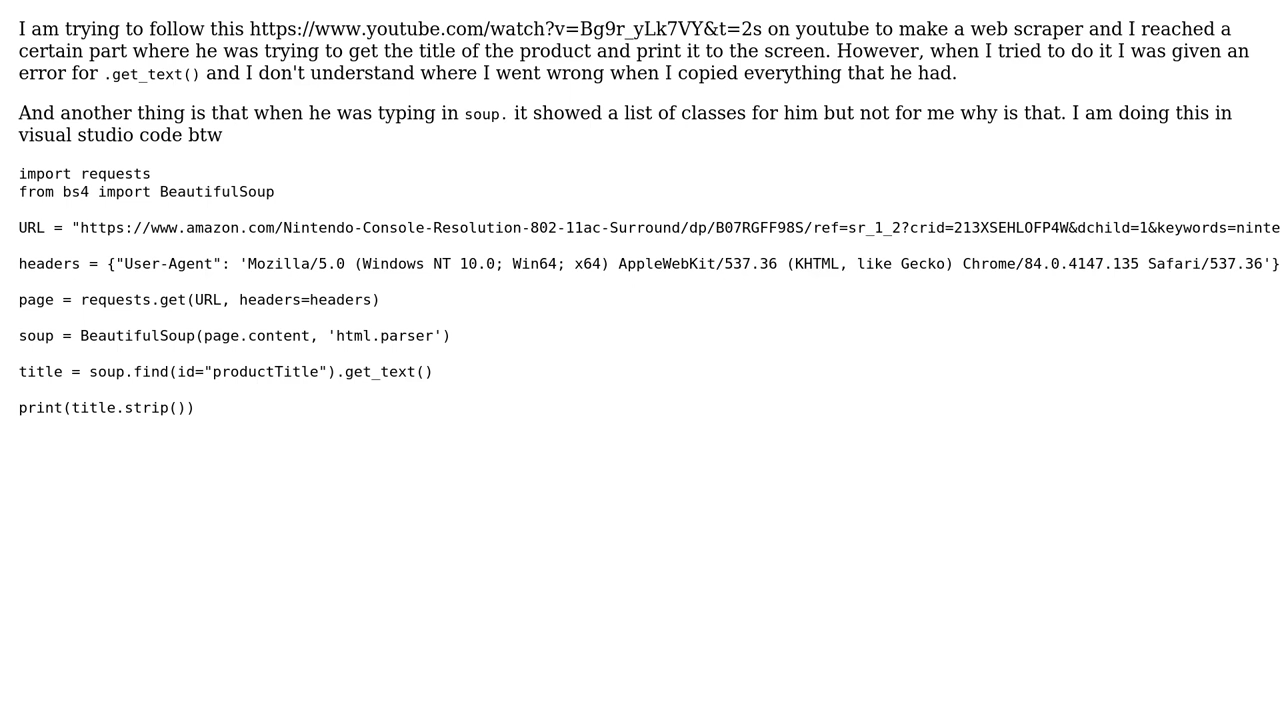 I am trying to follow this https://www.youtube.com/watch?v=Bg9r_yLk7VY&t=2s on youtube to make a web scraper and I reached a
certain part where he was trying to get the title of the product and print it to the screen. However, when I tried to do it I was given an
error for .get_text() and I don't understand where I went wrong when I copied everything that he had.
And another thing is that when he was typing in soup. it showed a list of classes for him but not for me why is that. I am doing this in
visual studio code btw
import requests
from bs4 import BeautifulSoup
URL = "https://www.amazon.com/Nintendo-Console-Resolution-802-11ac-Surround/dp/B07RGFF98S/ref=sr_1_2?crid=213XSEHLOFP4W&dchild=1&keywords=ninte
headers = {"User-Agent": 'Mozilla/5.0 (Windows NT 10.0; Win64; x64) AppleWebKit/537.36 (KHTML, like Gecko) Chrome/84.0.4147.135 Safari/537.36'}
page = requests.get(URL, headers=headers)
soup = BeautifulSoup(page.content, 'html.parser')
title = soup.find(id="productTitle").get_text()
print(title.strip())